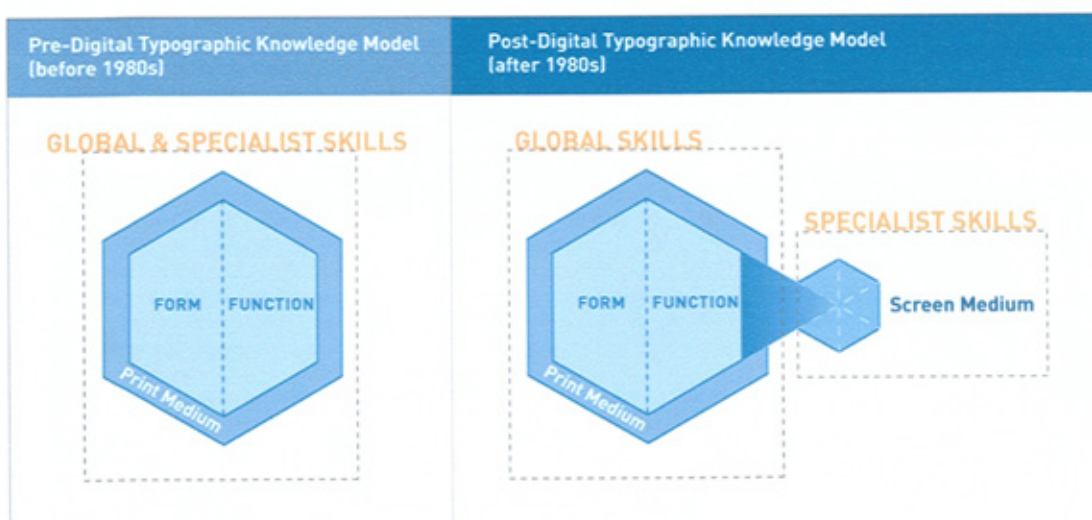 Pre-Digital Typographic Knowledge Model
(before 1980s)
GLOBAL & SPECIALIST SKILLS
FORM
FUNCTION
Print Medium
Post-Digital Typographic Knowledge Model
(after 1980s)
GLOBAL SKILLS
FORM
FUNCTION
Print Medium
SPECIALIST SKILLS
Screen Medium